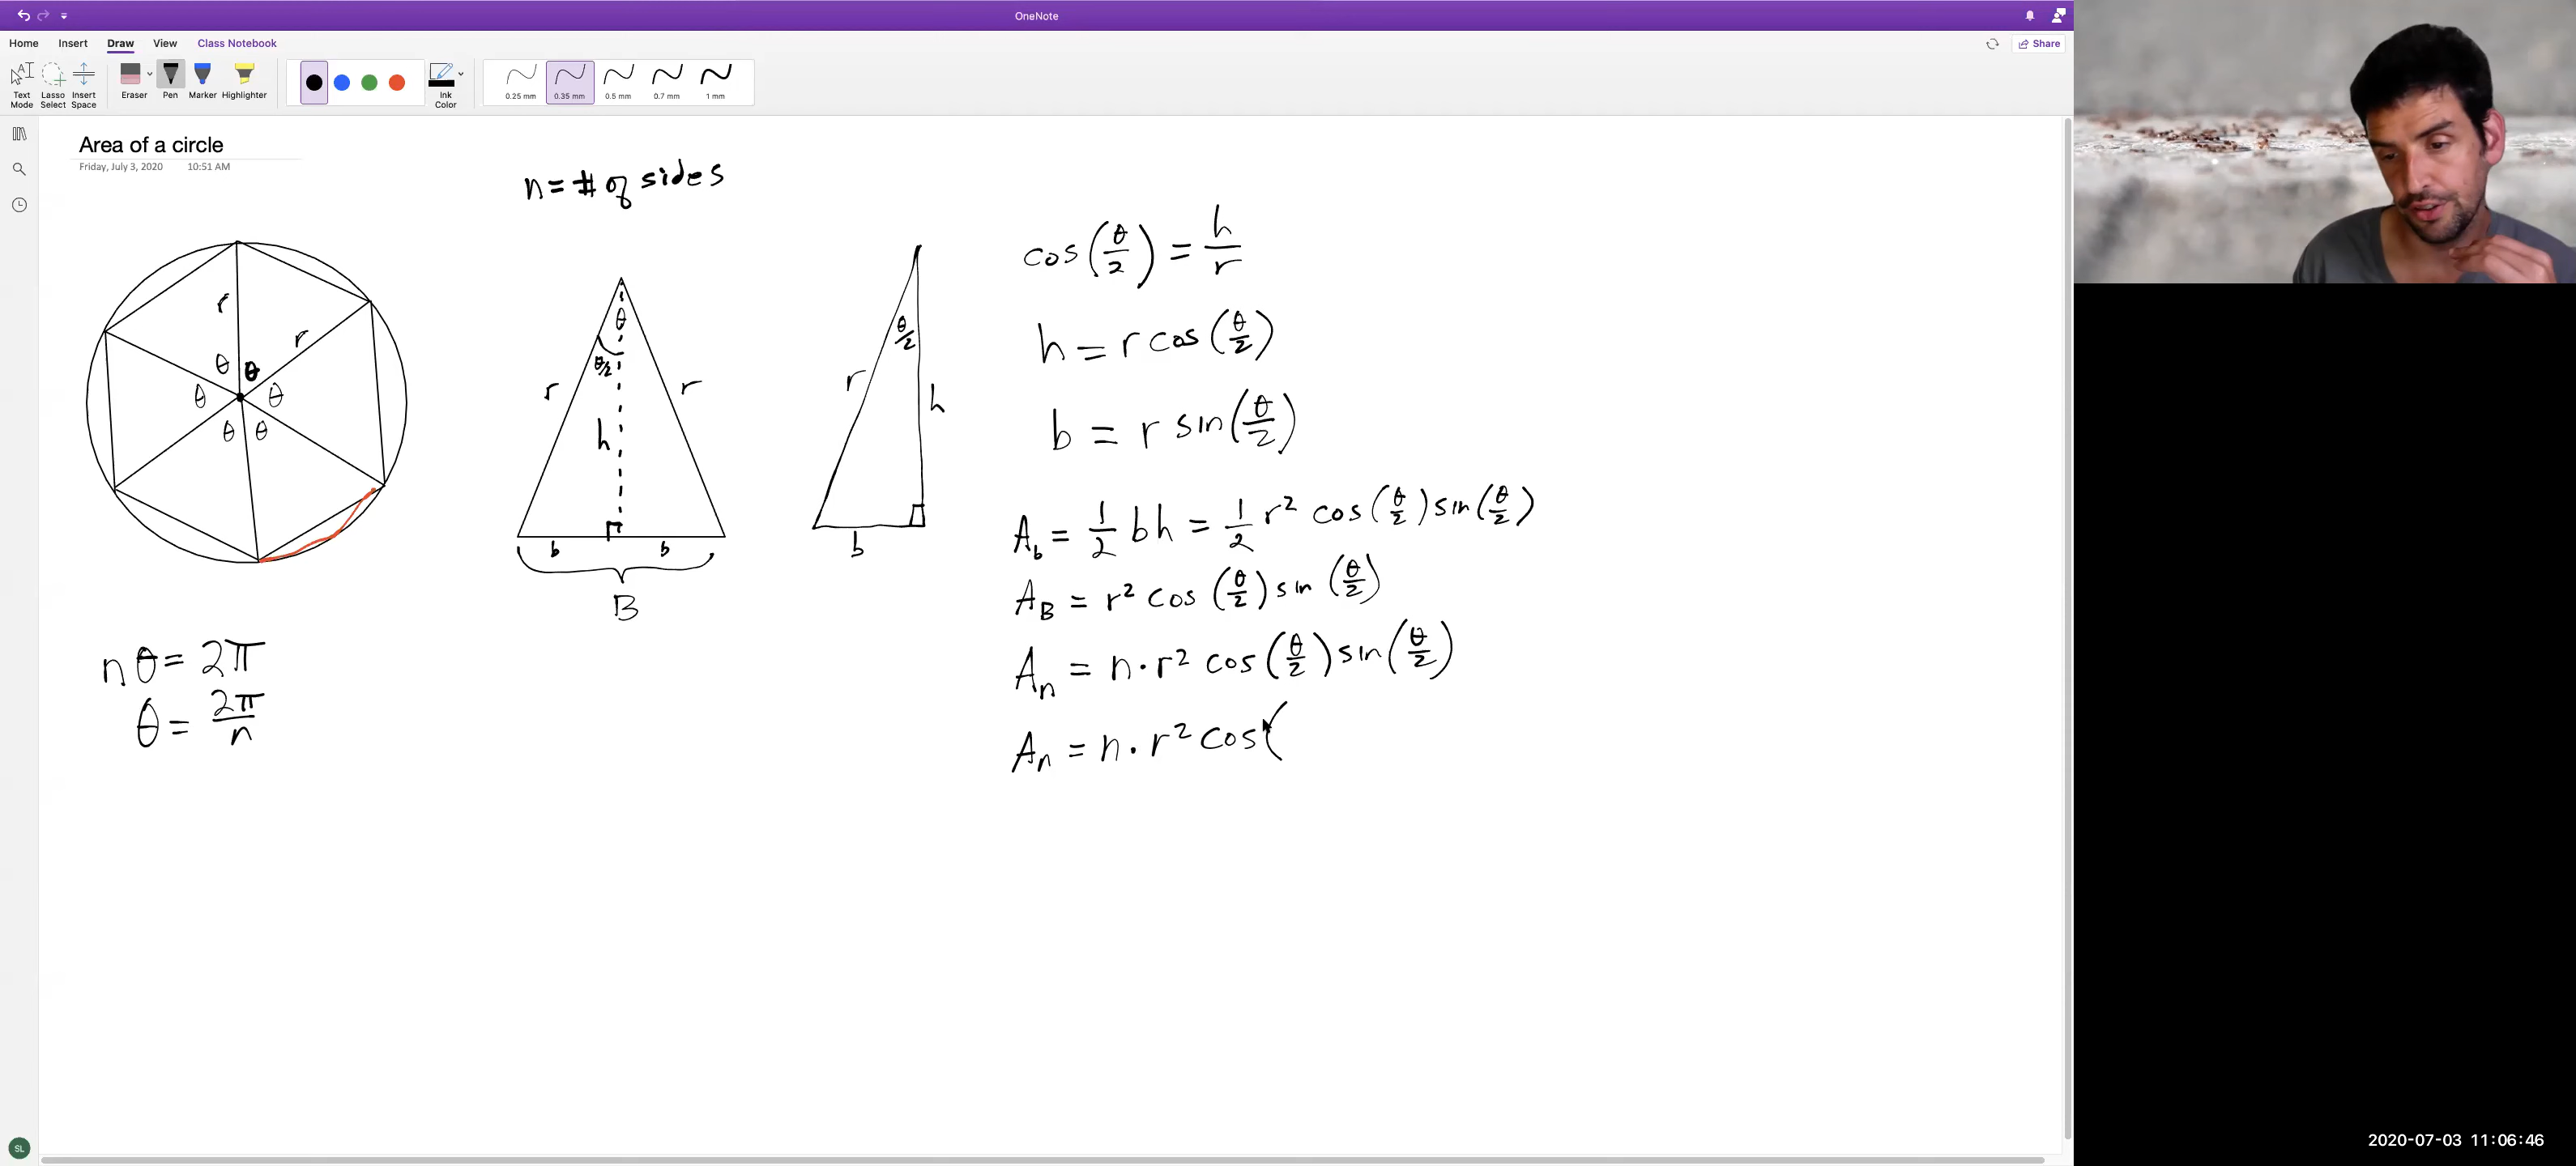 OneNote
Home Insert Draw View Class Notebook
Share
Text Mode
Lasso Select
Insert Space
Eraser
Pen
Marker
Highlighter
Ink Color
0.25 mm
0.35 mm
0.5 mm
0.7 mm
1 mm
Area of a circle
Friday, July 3, 2020 10:51 AM
n = # of sides
r
r
θ θ
θ θ
θ θ
nθ = 2π
θ = 2π/n
θ
θ/2
r r
h
b b
B
θ/2
r
h
b
cos(θ/2) = h/r
h = r cos(θ/2)
b = r sin(θ/2)
A_b = 1/2 bh = 1/2 r² cos(θ/2) sin(θ/2)
A_B = r² cos(θ/2) sin(θ/2)
A_n = n · r² cos(θ/2) sin(θ/2)
A_n = n · r² cos(
SL
2020-07-03 11:06:46